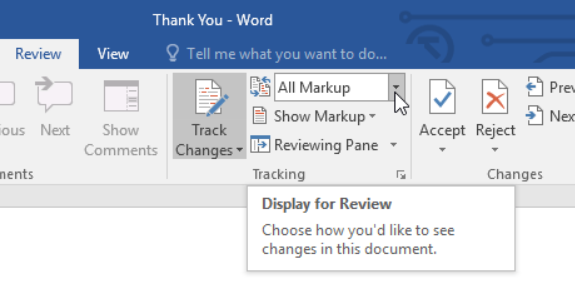 Thank You - Word
Review View Tell me what you want to do...
All Markup
Show Markup
Reviewing Pane
Next
Show
Comments
Track
Changes
Accept Reject
Tracking
Changes
Display for Review
Choose how you'd like to see
changes in this document.